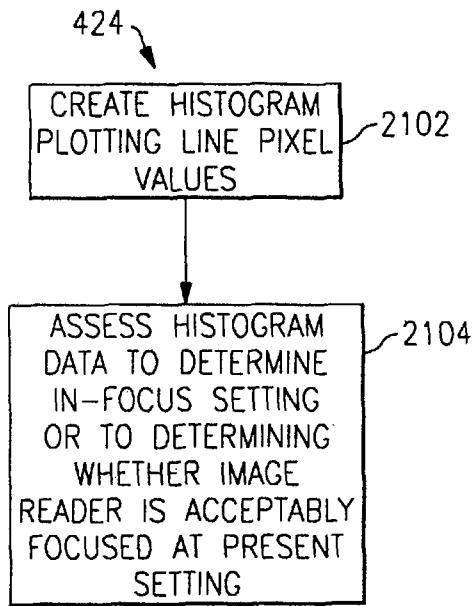 424
CREATE HISTOGRAM
PLOTTING LINE PIXEL
VALUES
2102
ASSESS HISTOGRAM
DATA TO DETERMINE
IN-FOCUS SETTING
OR TO DETERMINING
WHETHER IMAGE
READER IS ACCEPTABLY
FOCUSED AT PRESENT
SETTING
2104